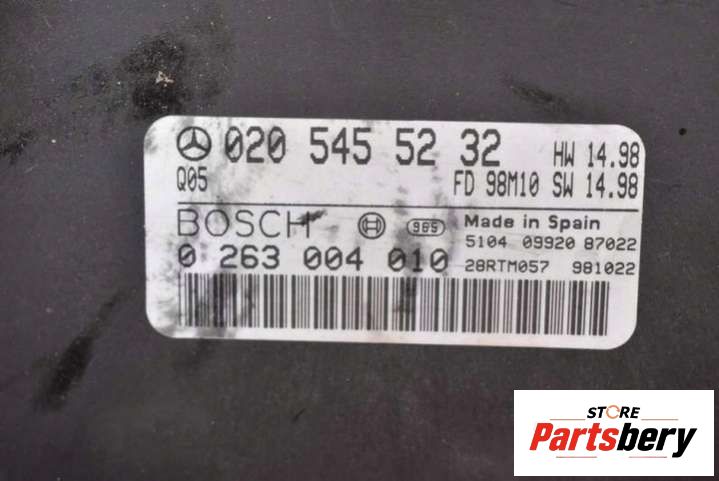 020 545 52 32 HW 14.98
Q05 FD 98M10 SW 14.98
BOSCH 965 Made in Spain
5104 09920 87022
0 263 004 010 28RTM057 981022
STORE
Partsbery